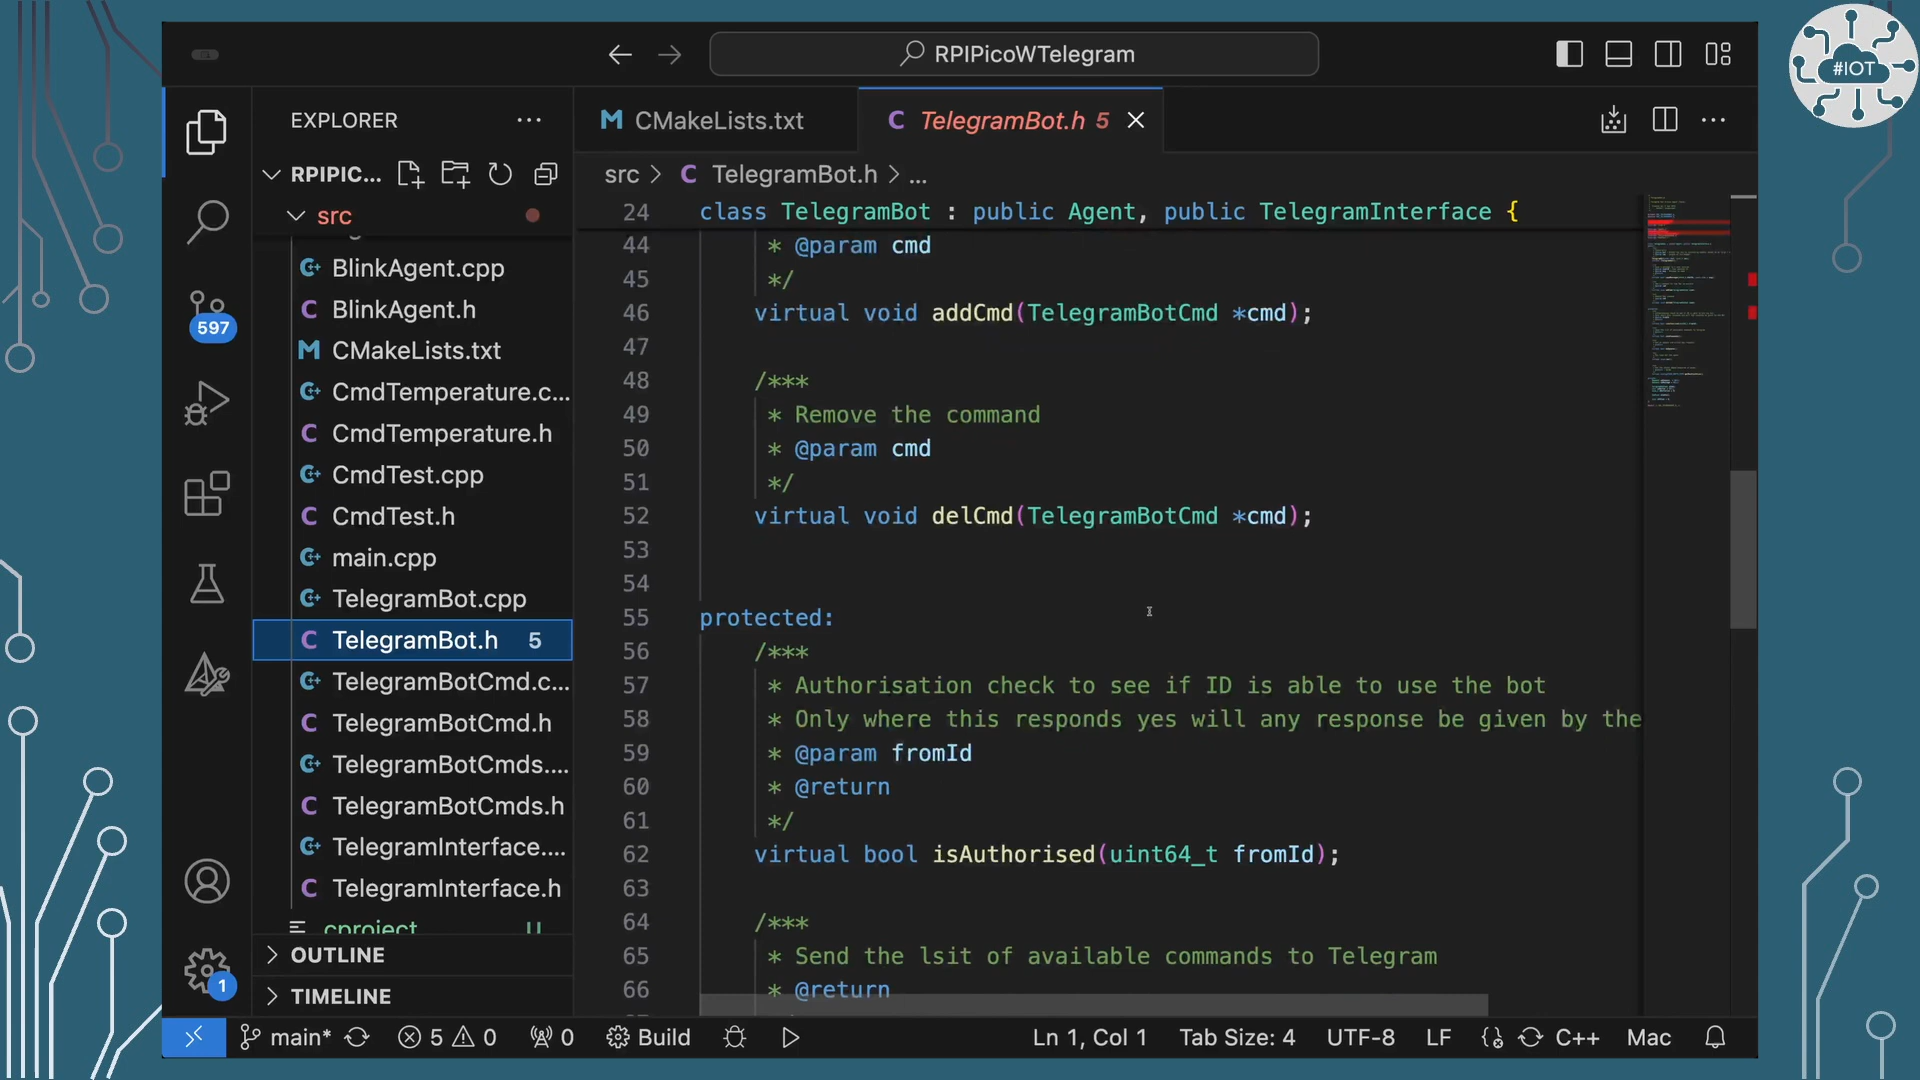 RPIPicoWTelegram
#IOT
EXPLORER
RPIPIC...
src
BlinkAgent.cpp
BlinkAgent.h
CMakeLists.txt
CmdTemperature.c...
CmdTemperature.h
CmdTest.cpp
CmdTest.h
main.cpp
TelegramBot.cpp
TelegramBot.h 5
TelegramBotCmd.c...
TelegramBotCmd.h
TelegramBotCmds....
TelegramBotCmds.h
TelegramInterface....
TelegramInterface.h
cproject U
OUTLINE
TIMELINE
597
1
CMakeLists.txt
TelegramBot.h 5
src > TelegramBot.h > ...
24 class TelegramBot : public Agent, public TelegramInterface {
44 * @param cmd
45 */
46 virtual void addCmd(TelegramBotCmd *cmd);
47
48 /***
49 * Remove the command
50 * @param cmd
51 */
52 virtual void delCmd(TelegramBotCmd *cmd);
53
54
55 protected:
56 /***
57 * Authorisation check to see if ID is able to use the bot
58 * Only where this responds yes will any response be given by the
59 * @param fromId
60 * @return
61 */
62 virtual bool isAuthorised(uint64_t fromId);
63
64 /***
65 * Send the lsit of available commands to Telegram
66 * @return
main* 5 0 0 Build Ln 1, Col 1 Tab Size: 4 UTF-8 LF C++ Mac